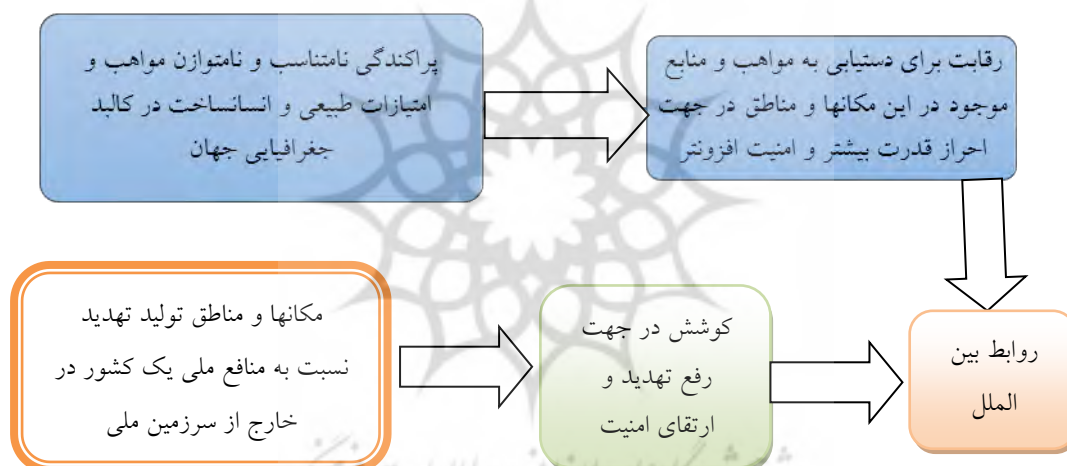 پراکندگی نامتناسب و نامتوازن مواهب و
امتیازات طبیعی و انسانساخت در کالبد
جغرافیایی جهان
رقابت برای دستیابی به مواهب و منابع
موجود در این مکانها و مناطق در جهت
احراز قدرت بیشتر و امنیت افزونتر
مکانها و مناطق تولید تهدید
نسبت به منافع ملی یک کشور در
خارج از سرزمین ملی
کوشش در جهت
رفع تهدید و
ارتقای امنیت
روابط بین
الملل